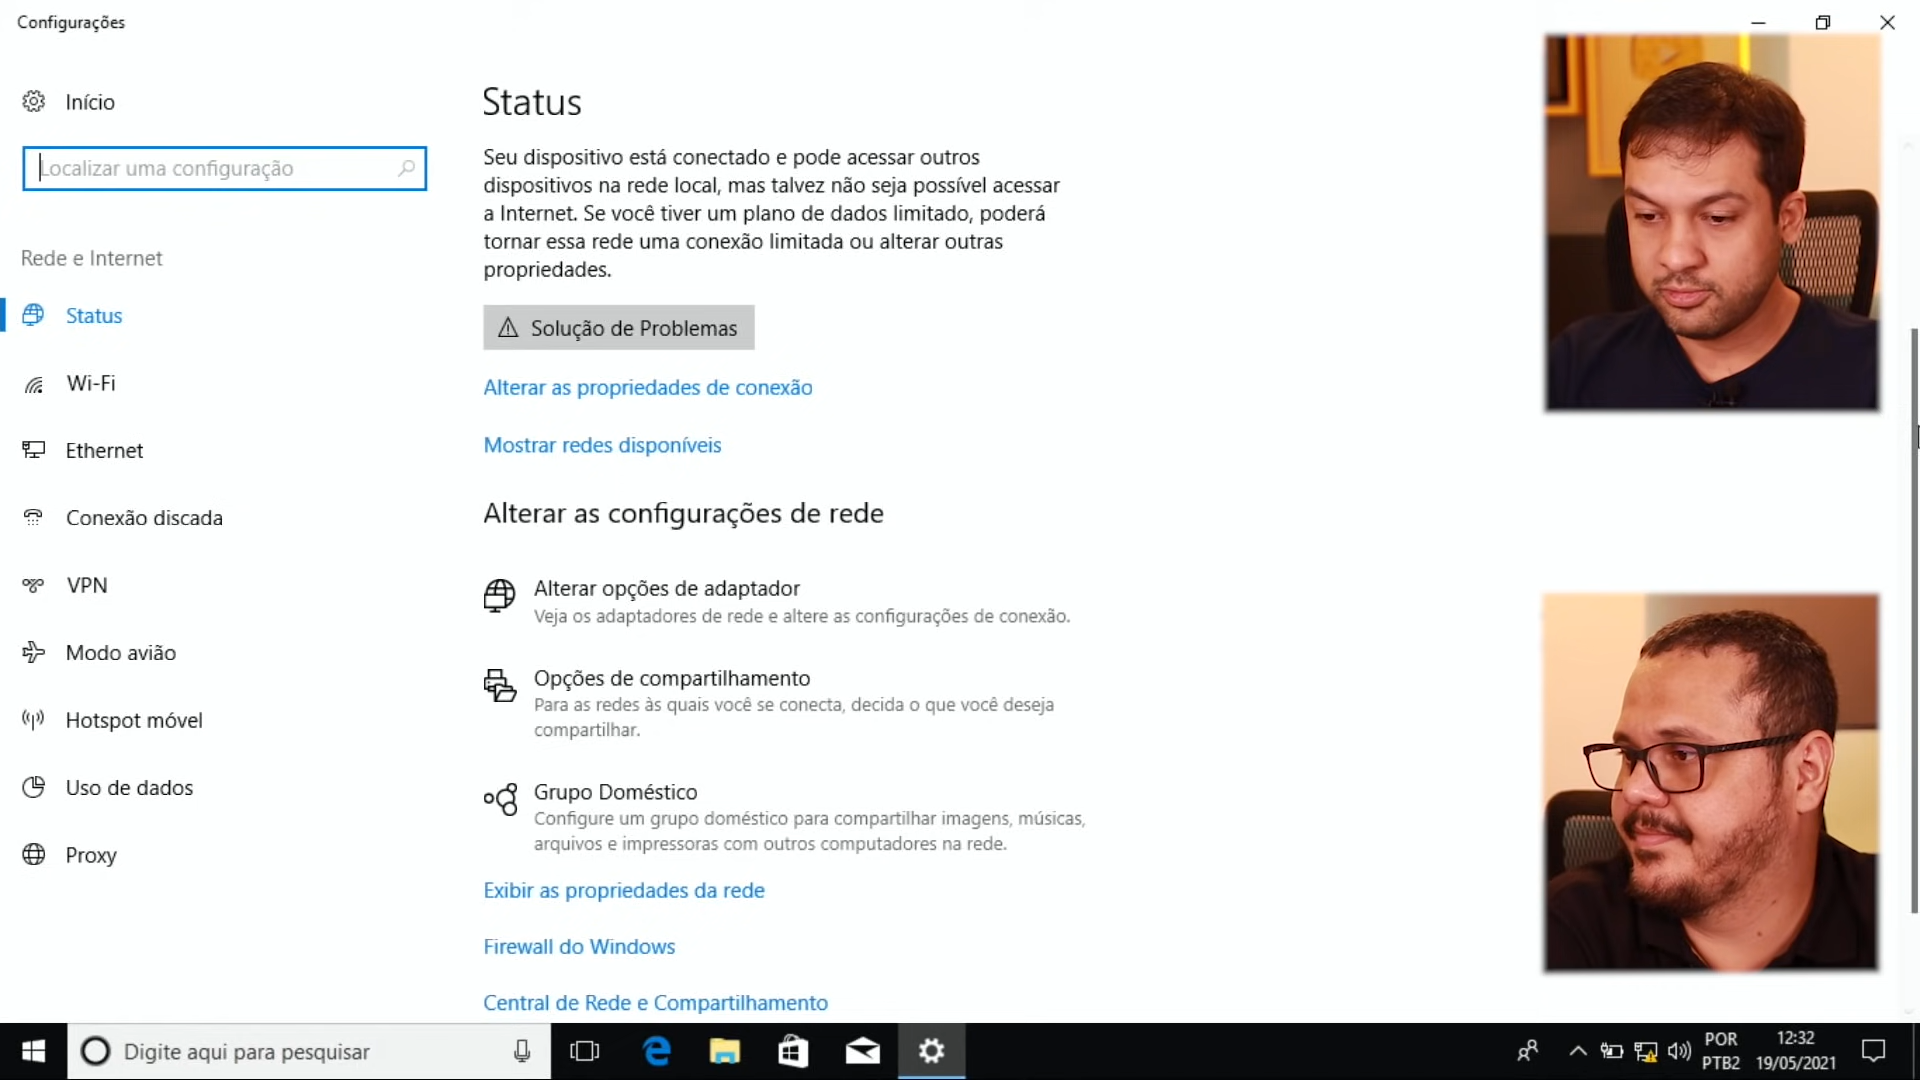 Configurações
Início
Localizar uma configuração
Rede e Internet
Status
Wi-Fi
Ethernet
Conexão discada
VPN
Modo avião
Hotspot móvel
Uso de dados
Proxy
Status
Seu dispositivo está conectado e pode acessar outros
dispositivos na rede local, mas talvez não seja possível acessar
a Internet. Se você tiver um plano de dados limitado, poderá
tornar essa rede uma conexão limitada ou alterar outras
propriedades.
Solução de Problemas
Alterar as propriedades de conexão
Mostrar redes disponíveis
Alterar as configurações de rede
Alterar opções de adaptador
Veja os adaptadores de rede e altere as configurações de conexão.
Opções de compartilhamento
Para as redes às quais você se conecta, decida o que você deseja
compartilhar.
Grupo Doméstico
Configure um grupo doméstico para compartilhar imagens, músicas,
arquivos e impressoras com outros computadores na rede.
Exibir as propriedades da rede
Firewall do Windows
Central de Rede e Compartilhamento
Digite aqui para pesquisar
POR
PTB2
12:32
19/05/2021